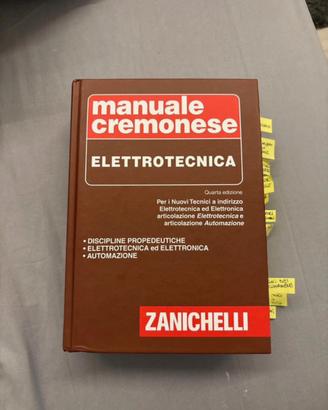 manuale
cremonese
ELETTROTECNICA
Quarta edizione
Per i Nuovi Tecnici a indirizzo
Elettrotecnica ed Elettronica
articolazione Elettrotecnica e
articolazione Automazione
• DISCIPLINE PROPEDEUTICHE
• ELETTROTECNICA ed ELETTRONICA
• AUTOMAZIONE
ZANICHELLI